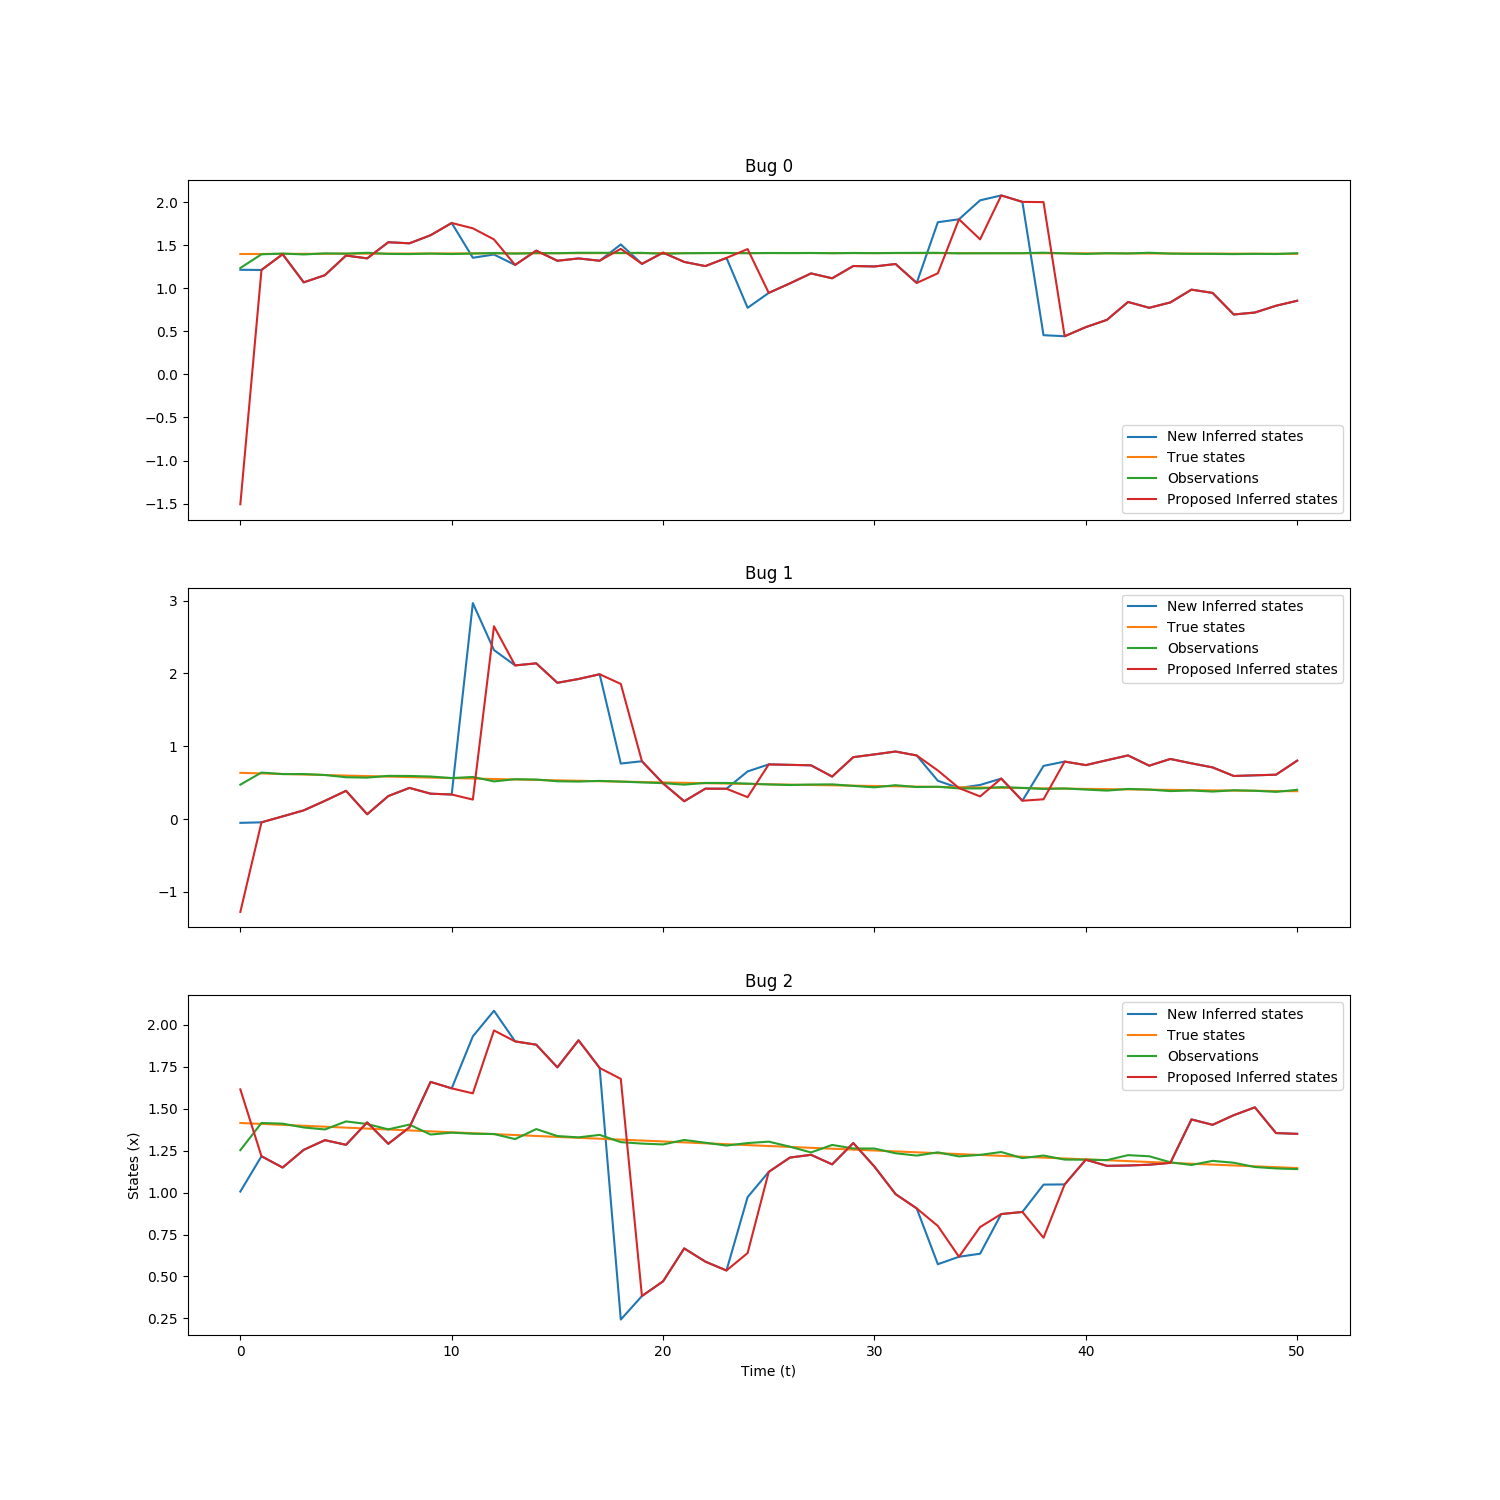 Bug 0
2.0
1.5
1.0
0.5
0.0
−0.5
−1.0
−1.5
New Inferred states
True states
Observations
Proposed Inferred states
Bug 1
3
2
1
0
−1
New Inferred states
True states
Observations
Proposed Inferred states
Bug 2
States (x)
2.00
1.75
1.50
1.25
1.00
0.75
0.50
0.25
New Inferred states
True states
Observations
Proposed Inferred states
0 10 20 30 40 50
Time (t)